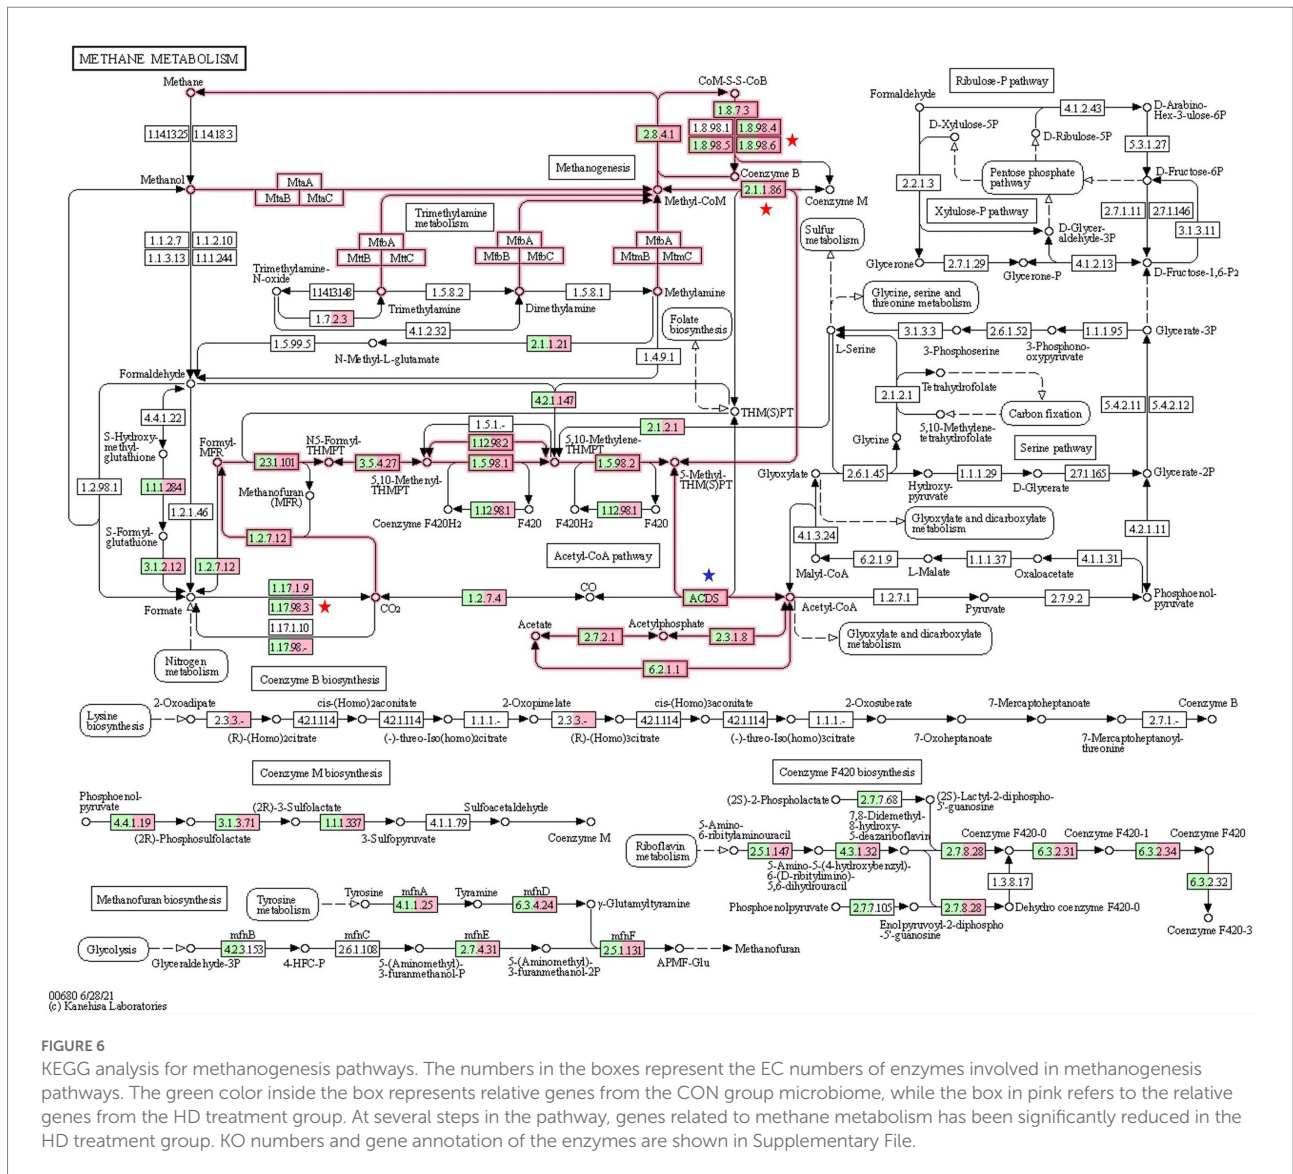 METHANE METABOLISM
Methane
CoM-S-S-CoB
Ribulose-P pathway
Formaldehyde
4.1.2.43
D-Arabino-
Hex-3-ulose-6P
1.14.13.25 1.14.18.3
2.8.4.1
1.8.7.3
1.8.98.1 1.8.98.4
1.8.98.5 1.8.98.6
D-Xylulose-5P
D-Ribulose-5P
5.3.1.27
Methanogenesis
Coenzyme B
Pentose phosphate
pathway
D-Fructose-6P
Methanol
MtaA
MtaB MtaC
Methyl-CoM
2.1.1.86
Coenzyme M
2.2.1.3
Xylulose-P pathway
2.7.1.11 2.7.1.146
3.1.3.11
Trimethylamine
metabolism
Sulfur
metabolism
D-Glycer-
aldehyde-3P
1.1.2.7 1.1.2.10
1.1.3.13 1.1.1.244
MtbA
MttB MttC
MtbA
MtbB MtbC
MtbA
MtmB MtmC
Glycerone
2.7.1.29
Glycerone-P
4.1.2.13
D-Fructose-1,6-P2
Trimethylamine-
N-oxide
1.14.13.148
Trimethylamine
1.5.8.2
Dimethylamine
1.5.8.1
Methylamine
Glycine, serine and
threonine metabolism
1.7.2.3
4.1.2.32
Folate
biosynthesis
L-Serine
3.1.3.3
3-Phosphoserine
2.6.1.52
3-Phosphono-
oxypyruvate
1.1.1.95
Glycerate-3P
1.5.99.5
N-Methyl-L-glutamate
2.1.1.21
1.4.9.1
Formaldehyde
4.2.1.147
THM(S)PT
2.1.2.1
Tetrahydrofolate
Carbon fixation
5.4.2.11 5.4.2.12
4.4.1.22
S-Hydroxy-
methyl-
glutathione
Formyl-
MFR
N5-Formyl-
THMPT
1.5.1.-
1.12.98.2
5,10-Methylene-
THMPT
2.1.2.1
Glycine
5,10-Methylene-
tetrahydrofolate
Serine pathway
2.3.1.101
3.5.4.27
1.5.98.1
1.5.98.2
5-Methyl-
THM(S)PT
5,10-Methenyl-
THMPT
Glyoxylate
2.6.1.45
Hydroxy-
pyruvate
1.1.1.29
D-Glycerate
2.7.1.165
Glycerate-2P
1.2.98.1
1.1.1.284
Methanofuran
(MFR)
1.12.98.1
1.12.98.1
Coenzyme F420H2
F420
F420H2
F420
1.2.1.46
S-Formyl-
glutathione
1.2.7.12
Glyoxylate and dicarboxylate
metabolism
4.2.1.11
3.1.2.12
1.2.7.12
Acetyl-CoA pathway
4.1.3.24
Malyl-CoA
6.2.1.9
L-Malate
1.1.1.37
Oxaloacetate
4.1.1.31
Formate
1.17.1.9
1.17.98.3
1.17.1.10
1.17.98.-
CO2
1.2.7.4
CO
ACDS
Acetyl-CoA
1.2.7.1
Pyruvate
2.7.9.2
Phosphoenol-
pyruvate
Acetate
2.7.2.1
Acetylphosphate
2.3.1.8
6.2.1.1
Glyoxylate and dicarboxylate
metabolism
Nitrogen
metabolism
Coenzyme B biosynthesis
Lysine
biosynthesis
2-Oxoadipate
2.3.3.-
(R)-(Homo)2citrate
4.2.1.114
cis-(Homo)2aconitate
4.2.1.114
(-)-threo-Iso(homo)2citrate
1.1.1.-
2-Oxopimelate
2.3.3.-
(R)-(Homo)3citrate
4.2.1.114
cis-(Homo)3aconitate
4.2.1.114
(-)-threo-Iso(homo)3citrate
1.1.1.-
2-Oxosuberate
7-Oxoheptanoate
7-Mercaptoheptanoate
7-Mercaptoheptanoyl-
threonine
2.7.1.-
Coenzyme B
Coenzyme M biosynthesis
Phosphoenol-
pyruvate
4.4.1.19
(2R)-Phosphosulfolactate
3.1.3.71
(2R)-3-Sulfolactate
1.1.1.337
3-Sulfopyruvate
4.1.1.79
Sulfoacetaldehyde
Coenzyme M
Coenzyme F420 biosynthesis
(2S)-2-Phospholactate
2.7.7.68
(2S)-Lactyl-2-diphospho-
5'-guanosine
Riboflavin
metabolism
5-Amino-
6-ribitylaminouracil
2.5.1.147
5-Amino-5-(4-hydroxybenzyl)-
6-(D-ribitylimino)-
5,6-dihydrouracil
4.3.1.32
7,8-Didemethyl-
8-hydroxy-
5-deazariboflavin
2.7.8.28
Coenzyme F420-0
6.3.2.31
Coenzyme F420-1
6.3.2.34
Coenzyme F420
1.3.8.17
6.3.2.32
Phosphoenolpyruvate
2.7.7.105
Enolpyruvoyl-2-diphospho
-5'-guanosine
2.7.8.28
Dehydro coenzyme F420-0
Coenzyme F420-3
Methanofuran biosynthesis
Tyrosine
metabolism
Tyrosine
mfnA
4.1.1.25
Tyramine
mfnD
6.3.4.24
γ-Glutamyltyramine
Glycolysis
Glyceraldehyde-3P
mfnB
4.2.3.153
4-HFC-P
mfnC
2.6.1.108
5-(Aminomethyl)-
3-furanmethanol-P
mfnE
2.7.4.31
5-(Aminomethyl)-
3-furanmethanol-2P
mfnF
2.5.1.131
APMF-Glu
Methanofuran
00680 6/28/21
(c) Kanehisa Laboratories
FIGURE 6
KEGG analysis for methanogenesis pathways. The numbers in the boxes represent the EC numbers of enzymes involved in methanogenesis
pathways. The green color inside the box represents relative genes from the CON group microbiome, while the box in pink refers to the relative
genes from the HD treatment group. At several steps in the pathway, genes related to methane metabolism has been significantly reduced in the
HD treatment group. KO numbers and gene annotation of the enzymes are shown in Supplementary File.